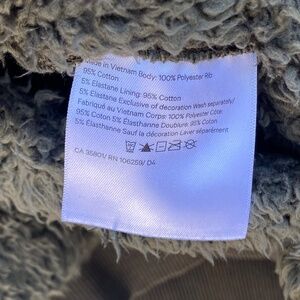 Made in Vietnam Body: 100% Polyester Rib
95% Cotton
5% Elastane Lining: 95% Cotton
5% Elastane Exclusive of decoration Wash separately/
Fabriqué au Vietnam Corps: 100% Polyester Côte:
95% Coton 5% Élasthanne Doublure: 95% Coton
5% Élasthanne Sauf la décoration Laver séparément
CA 35801/ RN 106259/ D4